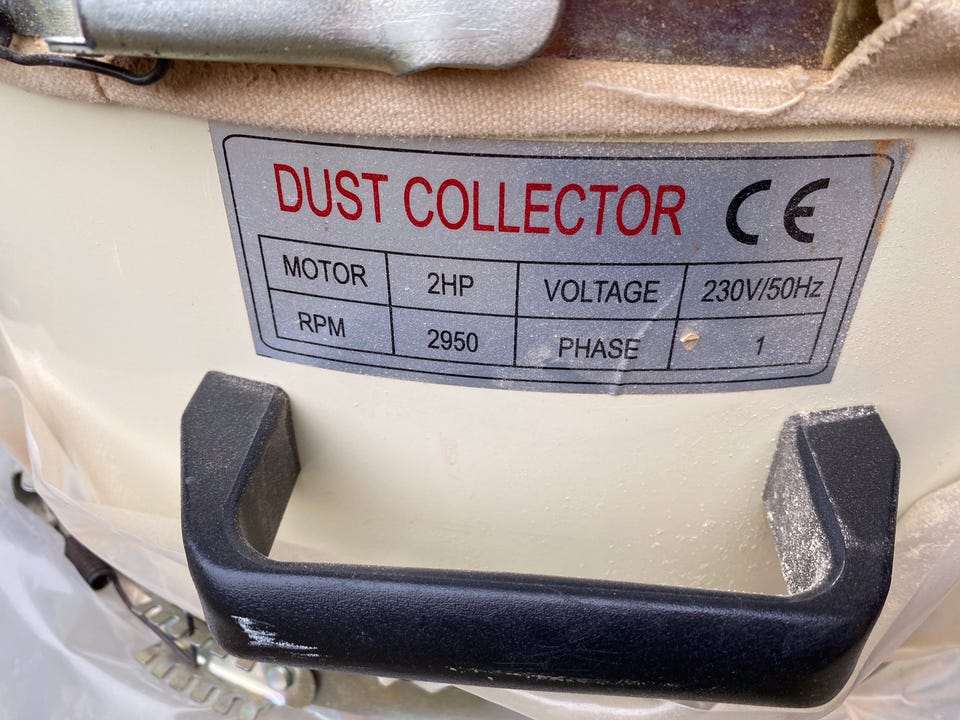 DUST COLLECTOR CE
MOTOR 2HP VOLTAGE 230V/50Hz
RPM 2950 PHASE 1